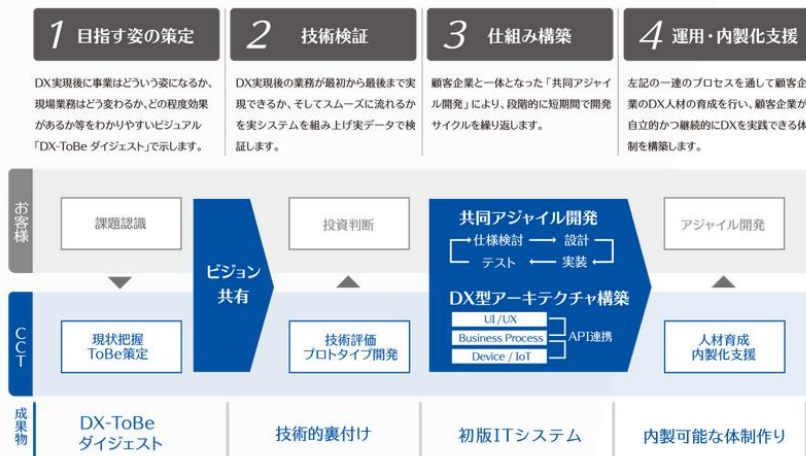 1 目指す姿の策定
DX実現後に事業はどういう姿になるか、
現場業務はどう変わるか、どの程度効果
があるか等をわかりやすいビジュアル
「DX-ToBe ダイジェスト」で示します。
2 技術検証
DX実現後の業務が最初から最後まで実
現できるか、そしてスムーズに流れるか
を実システムを組み上げ実データで検
証します。
3 仕組み構築
顧客企業と一体となった「共同アジャイ
ル開発」により、段階的に短期間で開発
サイクルを繰り返します。
4 運用・内製化支援
左記の一連のプロセスを通して顧客企
業のDX人材の育成を行い、顧客企業が
自立的かつ継続的にDXを実践できる体
制を構築します。
お客様
課題認識
ビジョン
共有
投資判断
共同アジャイル開発
仕様検討
設計
テスト
実装
アジャイル開発
CCT
現状把握
ToBe策定
技術評価
プロトタイプ開発
DX型アーキテクチャ構築
UI/UX
Business Process
Device / IoT
API連携
人材育成
内製化支援
成果物
DX-ToBe
ダイジェスト
技術的裏付け
初版ITシステム
内製可能な体制作り